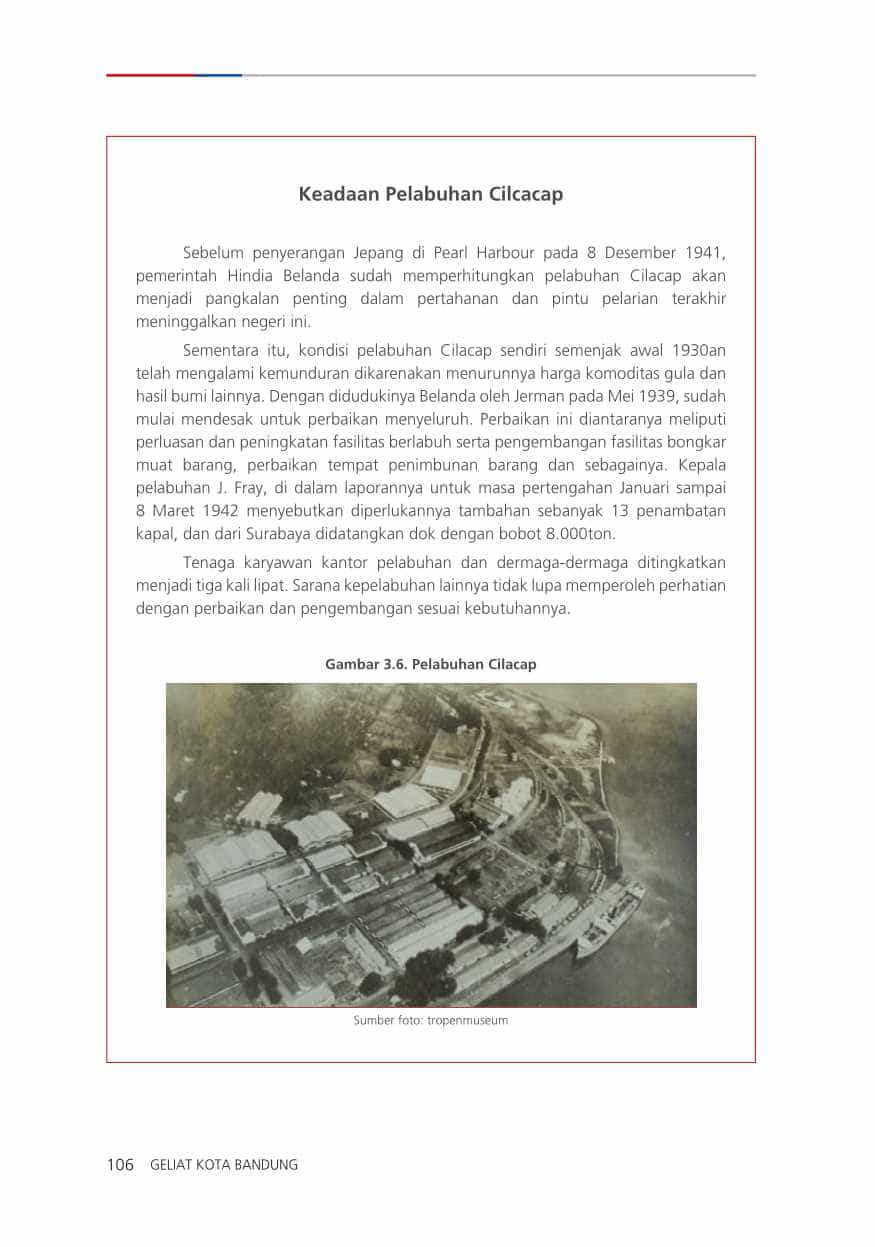 Keadaan Pelabuhan Cilcacap
Sebelum penyerangan Jepang di Pearl Harbour pada 8 Desember 1941,
pemerintah Hindia Belanda sudah memperhitungkan pelabuhan Cilacap akan
menjadi pangkalan penting dalam pertahanan dan pintu pelarian terakhir
meninggalkan negeri ini.
Sementara itu, kondisi pelabuhan Cilacap sendiri semenjak awal 1930an
telah mengalami kemunduran dikarenakan menurunnya harga komoditas gula dan
hasil bumi lainnya. Dengan didudukinya Belanda oleh Jerman pada Mei 1939, sudah
mulai mendesak untuk perbaikan menyeluruh. Perbaikan ini diantaranya meliputi
perluasan dan peningkatan fasilitas berlabuh serta pengembangan fasilitas bongkar
muat barang, perbaikan tempat penimbunan barang dan sebagainya. Kepala
pelabuhan J. Fray, di dalam laporannya untuk masa pertengahan Januari sampai
8 Maret 1942 menyebutkan diperlukannya tambahan sebanyak 13 penambatan
kapal, dan dari Surabaya didatangkan dok dengan bobot 8.000ton.
Tenaga karyawan kantor pelabuhan dan dermaga-dermaga ditingkatkan
menjadi tiga kali lipat. Sarana kepelabuhan lainnya tidak lupa memperoleh perhatian
dengan perbaikan dan pengembangan sesuai kebutuhannya.
Gambar 3.6. Pelabuhan Cilacap
Sumber foto: tropenmuseum
106 GELIAT KOTA BANDUNG